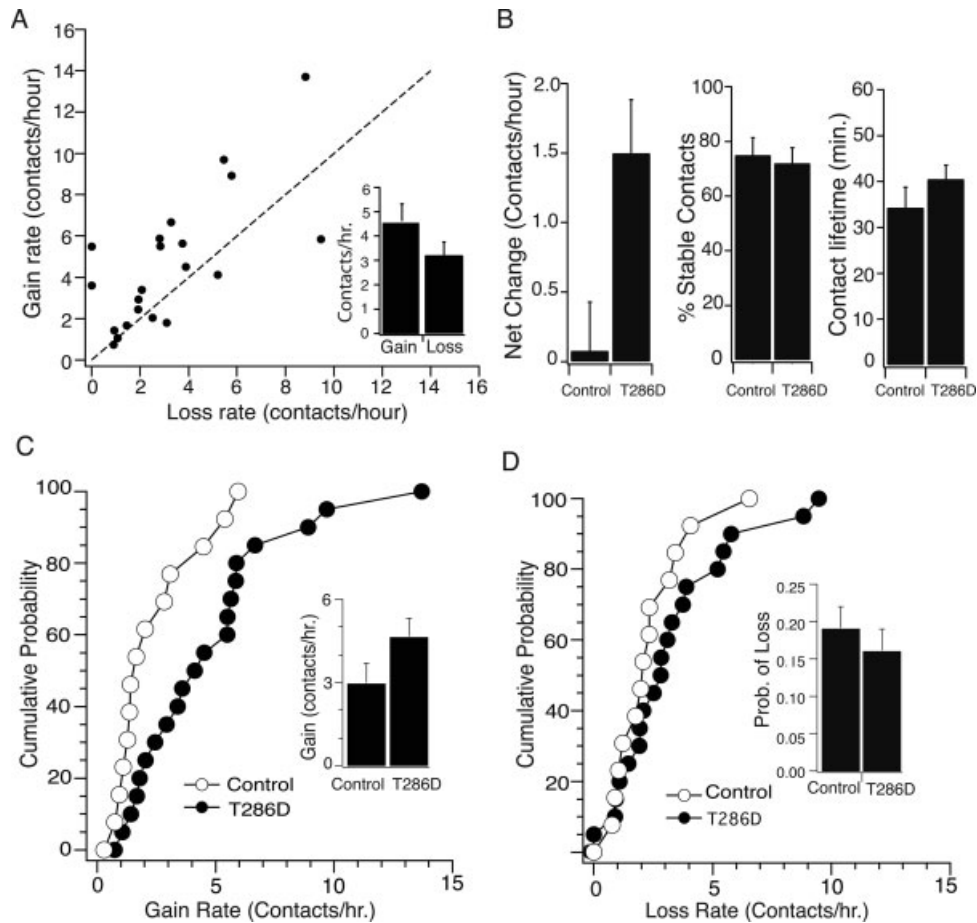 A
Gain rate (contacts/hour)
16
14
12
10
8
6
4
2
0
0 2 4 6 8 10 12 14 16
Loss rate (contacts/hour)
Contacts/hr.
6
5
4
3
2
1
0
Gain Loss
B
Net Change (Contacts/hour)
2.0
1.5
1.0
0.5
0
Control T286D
% Stable Contacts
100
80
60
40
20
0
Control T286D
Contact lifetime (min.)
60
50
40
30
20
10
0
Control T286D
C
Cumulative Probability
100
80
60
40
20
0
0 5 10 15
Gain Rate (Contacts/hr.)
Control
T286D
Gain (contacts/hr.)
6
3
0
Control T286D
D
Cumulative Probability
100
80
60
40
20
0
0 5 10 15
Loss Rate (Contacts/hr.)
Control
T286D
Prob. of Loss
0.25
0.20
0.15
0.10
0.05
0.00
Control T286D